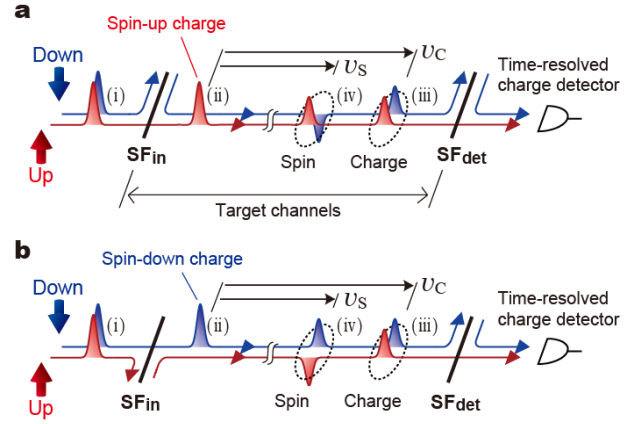 a
Spin-up charge
Down
(i)
(ii)
υS
υC
(iv)
(iii)
Time-resolved
charge detector
SFin
Spin
Charge
SFdet
Up
Target channels
b
Spin-down charge
Down
(i)
(ii)
υS
υC
(iv)
(iii)
Time-resolved
charge detector
Up
SFin
Spin
Charge
SFdet